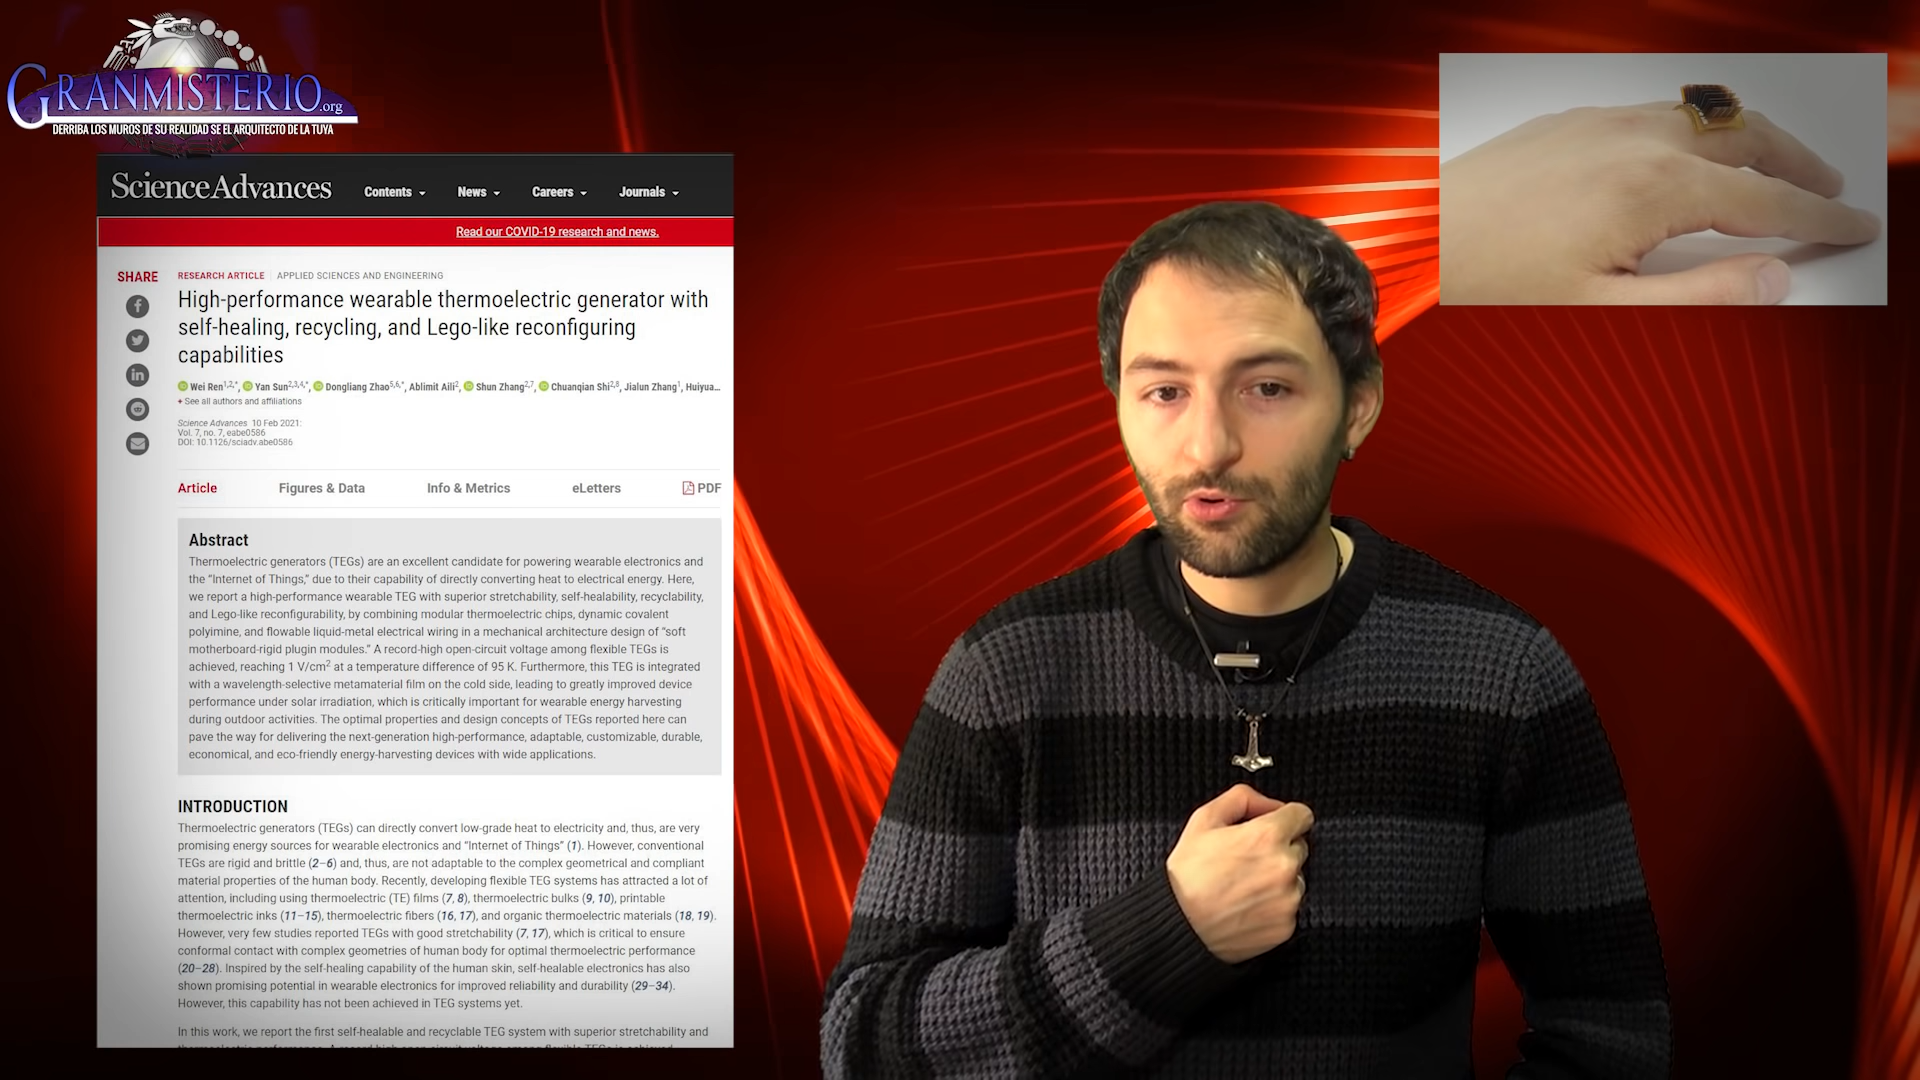 GRANMISTERIO.org
DERRIBA LOS MUROS DE SU REALIDAD SE EL ARQUITECTO DE LA TUYA
ScienceAdvances
Contents
News
Careers
Journals
Read our COVID-19 research and news.
SHARE
RESEARCH ARTICLE | APPLIED SCIENCES AND ENGINEERING
High-performance wearable thermoelectric generator with
self-healing, recycling, and Lego-like reconfiguring
capabilities
Wei Ren1,2,*, Yan Sun2,3,4,*, Dongliang Zhao5,6,*, Ablimit Aili2, Shun Zhang2,7, Chuanqian Shi2,8, Jialun Zhang1, Huiyua...
+ See all authors and affiliations
Science Advances 10 Feb 2021:
Vol. 7, no. 7, eabe0586
DOI: 10.1126/sciadv.abe0586
Article
Figures & Data
Info & Metrics
eLetters
PDF
Abstract
Thermoelectric generators (TEGs) are an excellent candidate for powering wearable electronics and
the “Internet of Things,” due to their capability of directly converting heat to electrical energy. Here,
we report a high-performance wearable TEG with superior stretchability, self-healability, recyclability,
and Lego-like reconfigurability, by combining modular thermoelectric chips, dynamic covalent
polyimine, and flowable liquid-metal electrical wiring in a mechanical architecture design of “soft
motherboard-rigid plugin modules.” A record-high open-circuit voltage among flexible TEGs is
achieved, reaching 1 V/cm2 at a temperature difference of 95 K. Furthermore, this TEG is integrated
with a wavelength-selective metamaterial film on the cold side, leading to greatly improved device
performance under solar irradiation, which is critically important for wearable energy harvesting
during outdoor activities. The optimal properties and design concepts of TEGs reported here can
pave the way for delivering the next-generation high-performance, adaptable, customizable, durable,
economical, and eco-friendly energy-harvesting devices with wide applications.
INTRODUCTION
Thermoelectric generators (TEGs) can directly convert low-grade heat to electricity and, thus, are very
promising energy sources for wearable electronics and “Internet of Things” (1). However, conventional
TEGs are rigid and brittle (2–6) and, thus, are not adaptable to the complex geometrical and compliant
material properties of the human body. Recently, developing flexible TEG systems has attracted a lot of
attention, including using thermoelectric (TE) films (7, 8), thermoelectric bulks (9, 10), printable
thermoelectric inks (11–15), thermoelectric fibers (16, 17), and organic thermoelectric materials (18, 19).
However, very few studies reported TEGs with good stretchability (7, 17), which is critical to ensure
conformal contact with complex geometries of human body for optimal thermoelectric performance
(20–28). Inspired by the self-healing capability of the human skin, self-healable electronics has also
shown promising potential in wearable electronics for improved reliability and durability (29–34).
However, this capability has not been achieved in TEG systems yet.
In this work, we report the first self-healable and recyclable TEG system with superior stretchability and